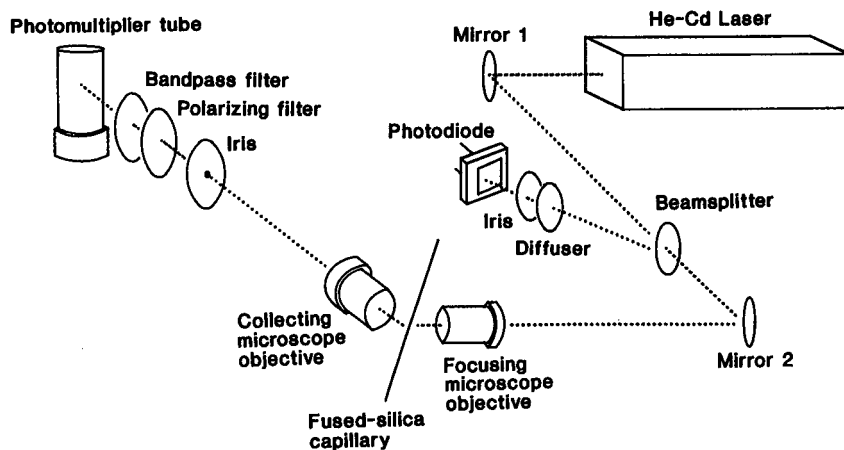 He-Cd Laser
Photomultiplier tube
Mirror 1
Bandpass filter
Polarizing filter
Iris
Photodiode
Beamsplitter
Iris
Diffuser
Collecting
microscope
objective
Focusing
microscope
objective
Mirror 2
Fused-silica
capillary